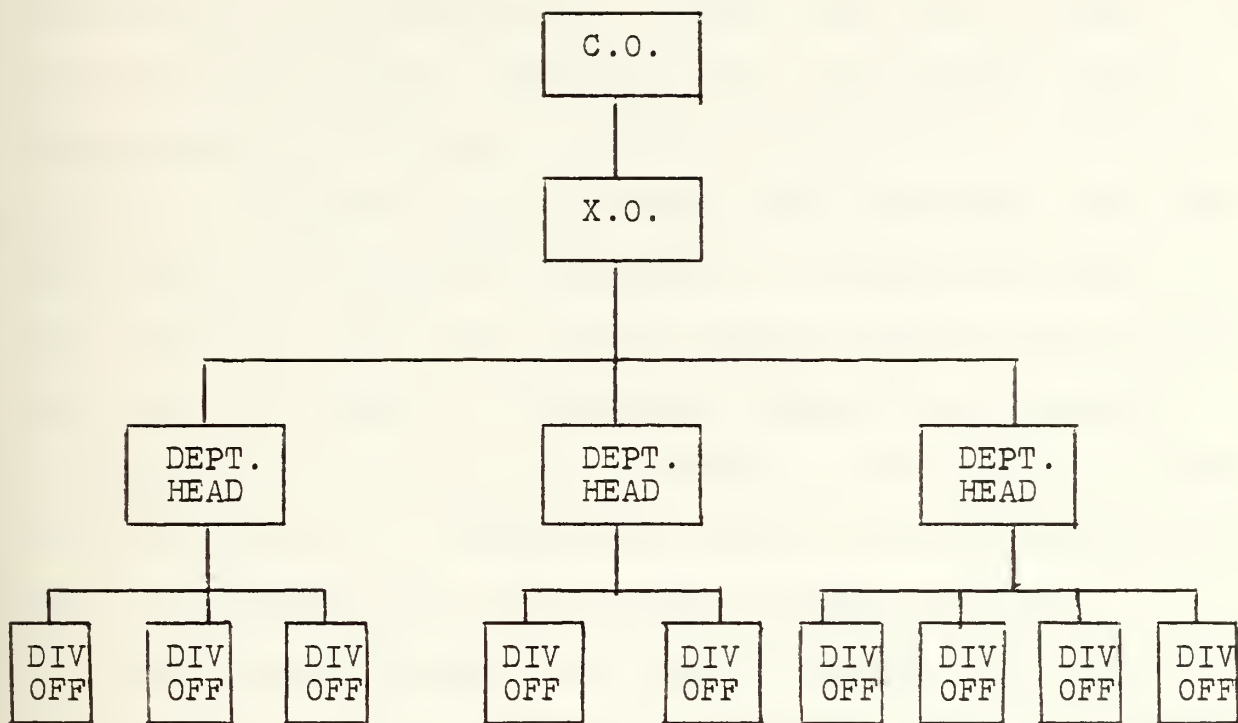 C.O.
X.O.
DEPT.
HEAD
DEPT.
HEAD
DEPT.
HEAD
DIV
OFF
DIV
OFF
DIV
OFF
DIV
OFF
DIV
OFF
DIV
OFF
DIV
OFF
DIV
OFF
DIV
OFF